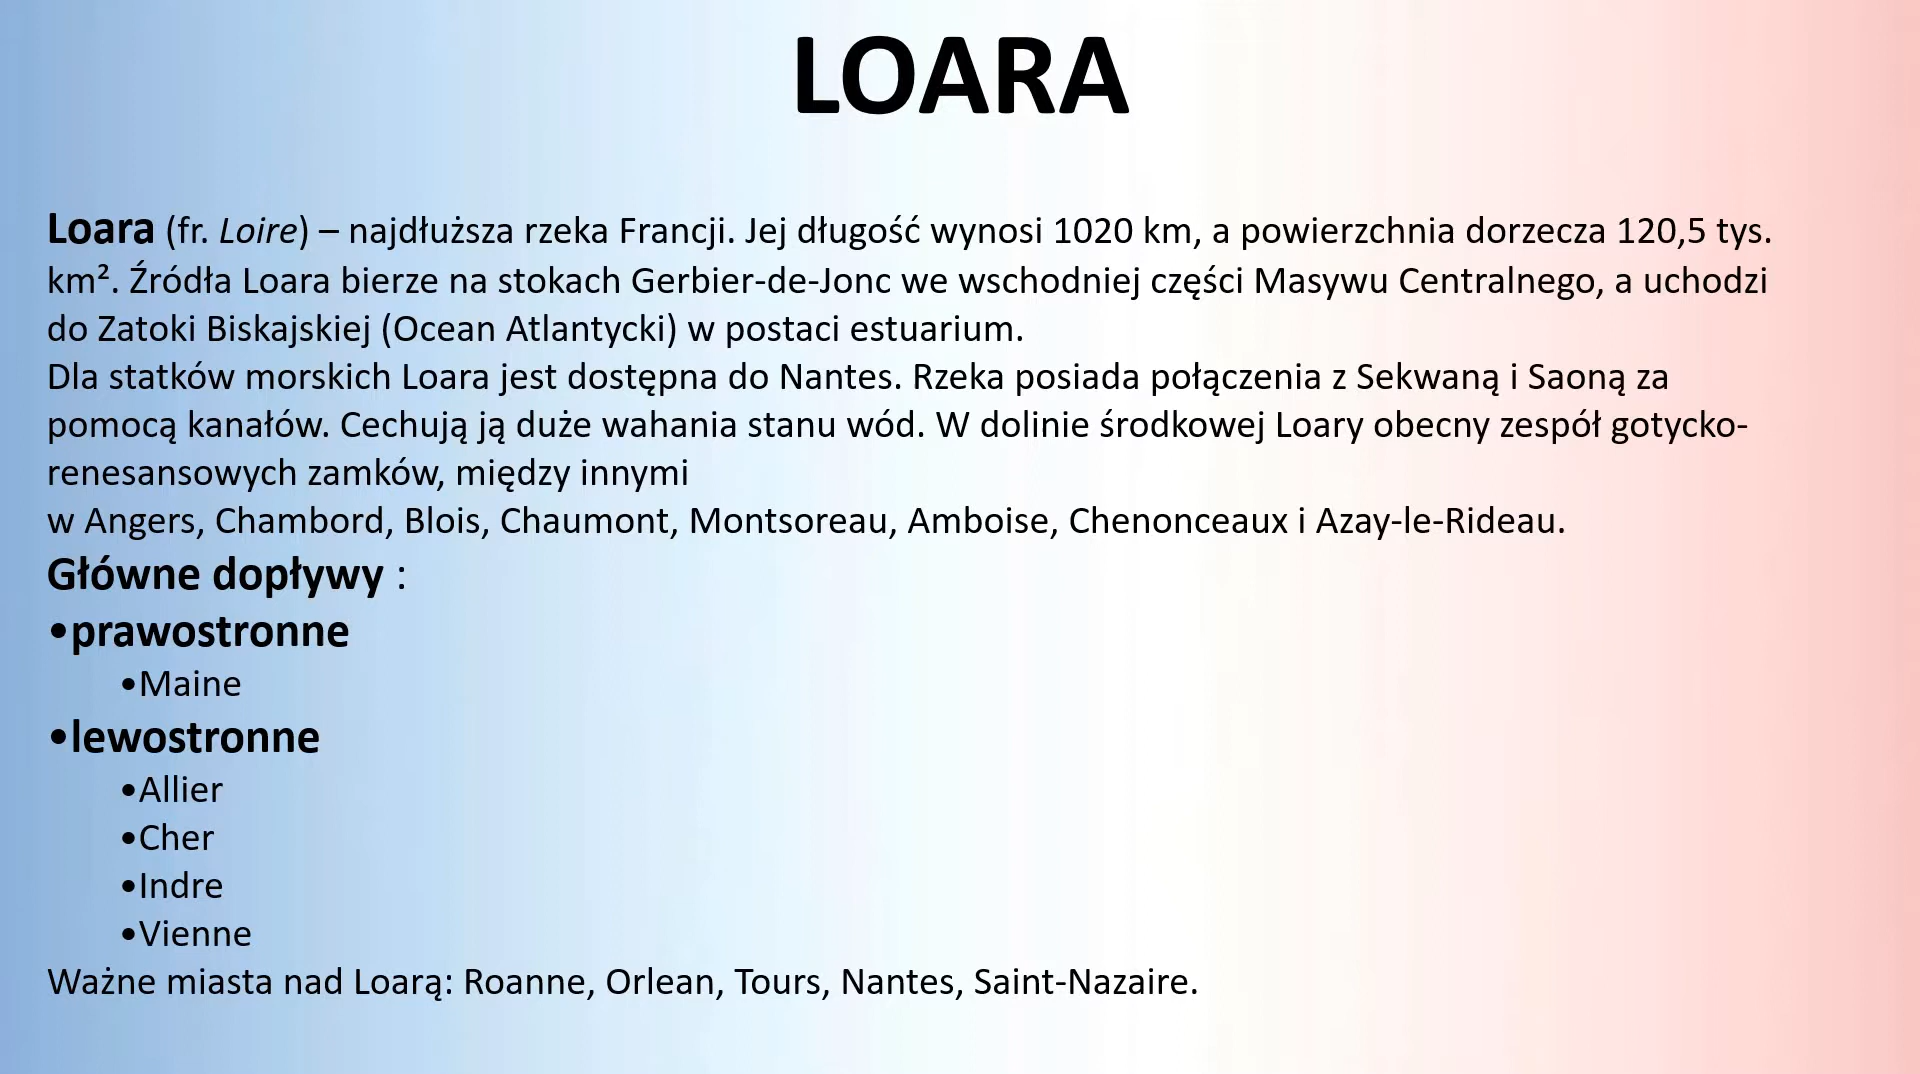 LOARA
Loara (fr. Loire) – najdłuższa rzeka Francji. Jej długość wynosi 1020 km, a powierzchnia dorzecza 120,5 tys.
km². Źródła Loara bierze na stokach Gerbier-de-Jonc we wschodniej części Masywu Centralnego, a uchodzi
do Zatoki Biskajskiej (Ocean Atlantycki) w postaci estuarium.
Dla statków morskich Loara jest dostępna do Nantes. Rzeka posiada połączenia z Sekwaną i Saoną za
pomocą kanałów. Cechują ją duże wahania stanu wód. W dolinie środkowej Loary obecny zespół gotycko-
renesansowych zamków, między innymi
w Angers, Chambord, Blois, Chaumont, Montsoreau, Amboise, Chenonceaux i Azay-le-Rideau.
Główne dopływy :
•prawostronne
•Maine
•lewostronne
•Allier
•Cher
•Indre
•Vienne
Ważne miasta nad Loarą: Roanne, Orlean, Tours, Nantes, Saint-Nazaire.